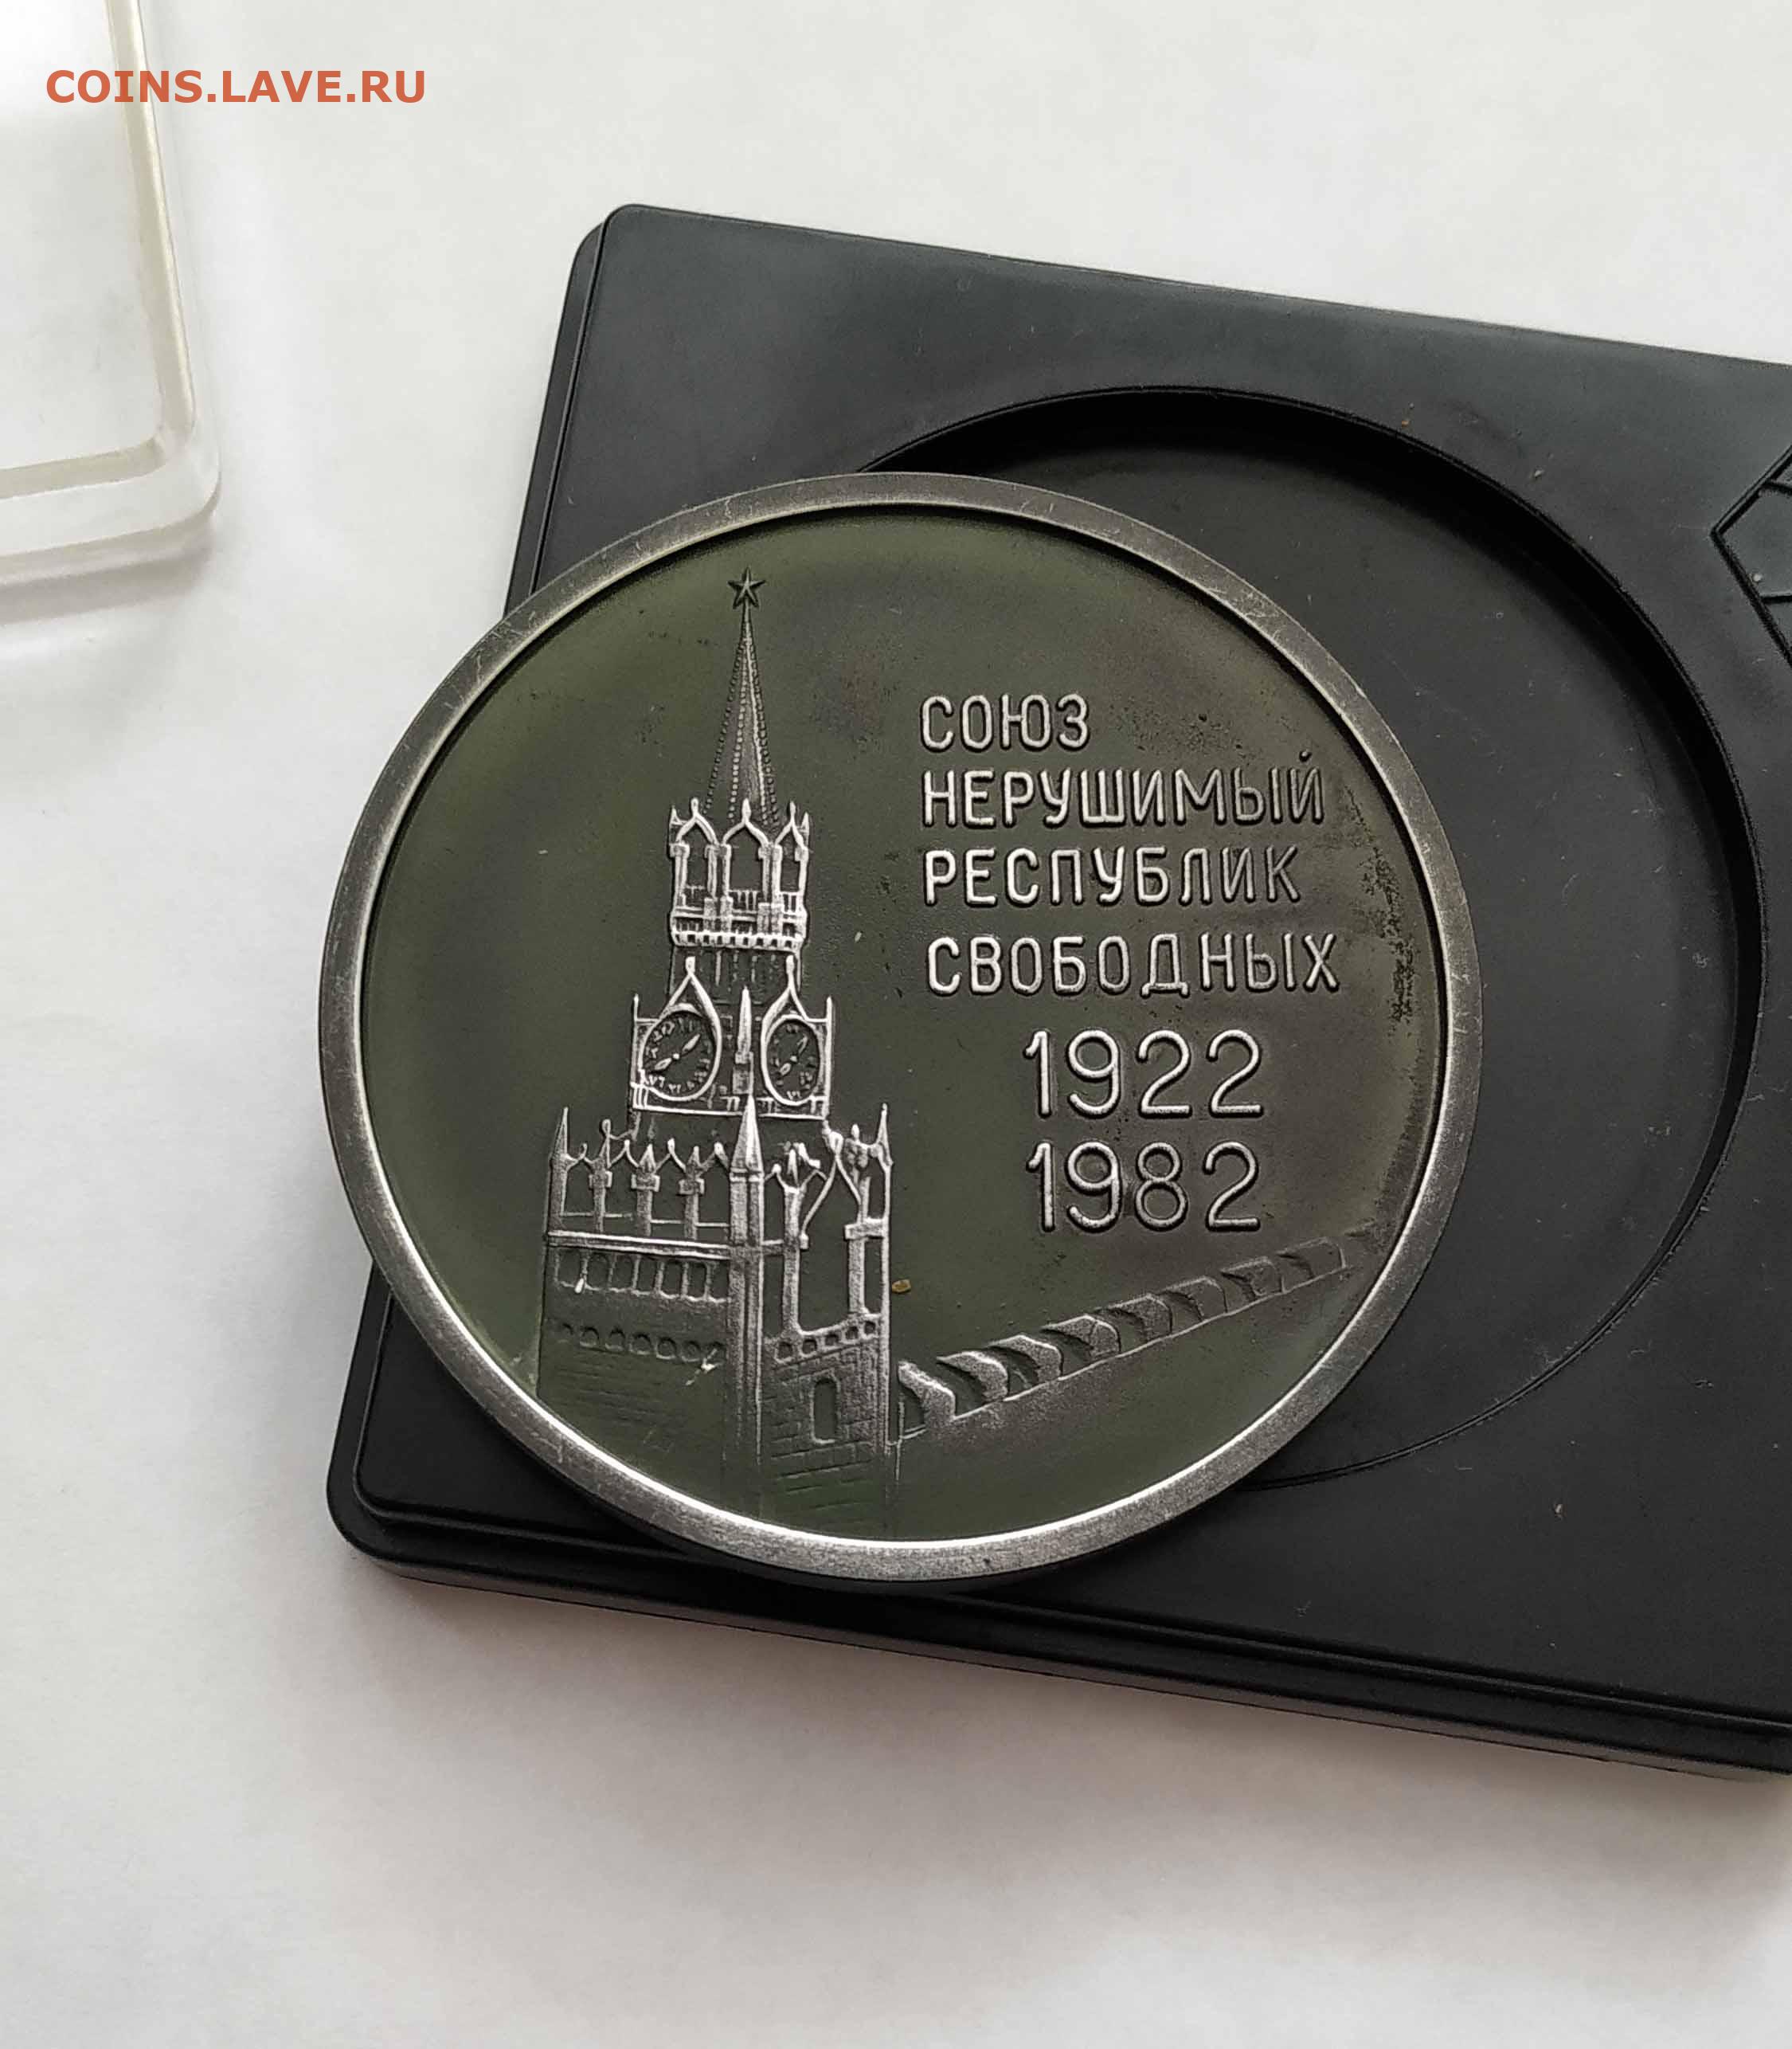 COINS.LAVE.RU
СОЮЗ
НЕРУШИМЫЙ
РЕСПУБЛИК
СВОБОДНЫХ
1922
1982